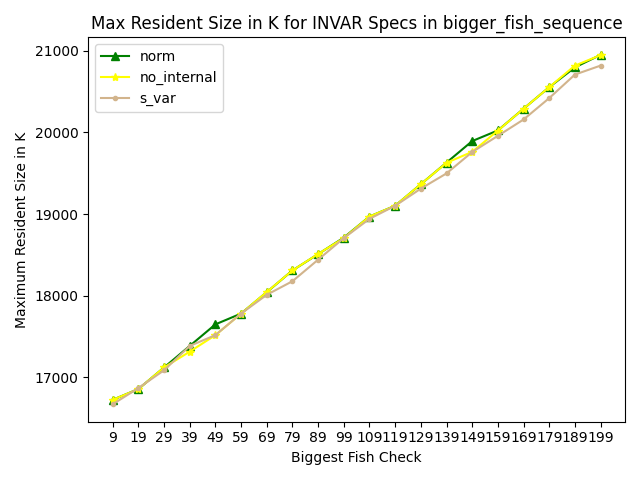 Max Resident Size in K for INVAR Specs in bigger_fish_sequence
norm
no_internal
s_var
Maximum Resident Size in K
21000
20000
19000
18000
17000
9 19 29 39 49 59 69 79 89 99 109 119 129 139 149 159 169 179 189 199
Biggest Fish Check